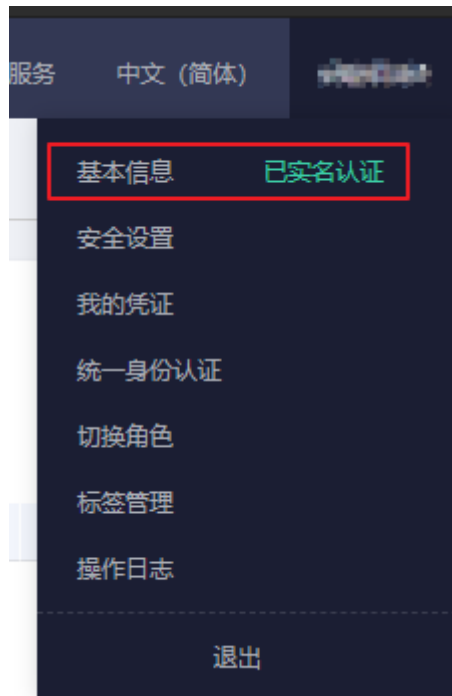 服务 中文 (简体)
基本信息 已实名认证
安全设置
我的凭证
统一身份认证
切换角色
标签管理
操作日志
退出